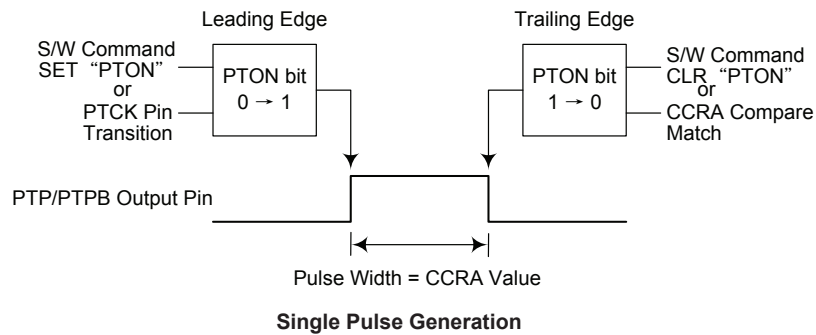 Leading Edge
Trailing Edge
S/W Command
SET “PTON”
or
PTCK Pin
Transition
PTON bit
0 → 1
PTON bit
1 → 0
S/W Command
CLR “PTON”
or
CCRA Compare
Match
PTP/PTPB Output Pin
Pulse Width = CCRA Value
Single Pulse Generation